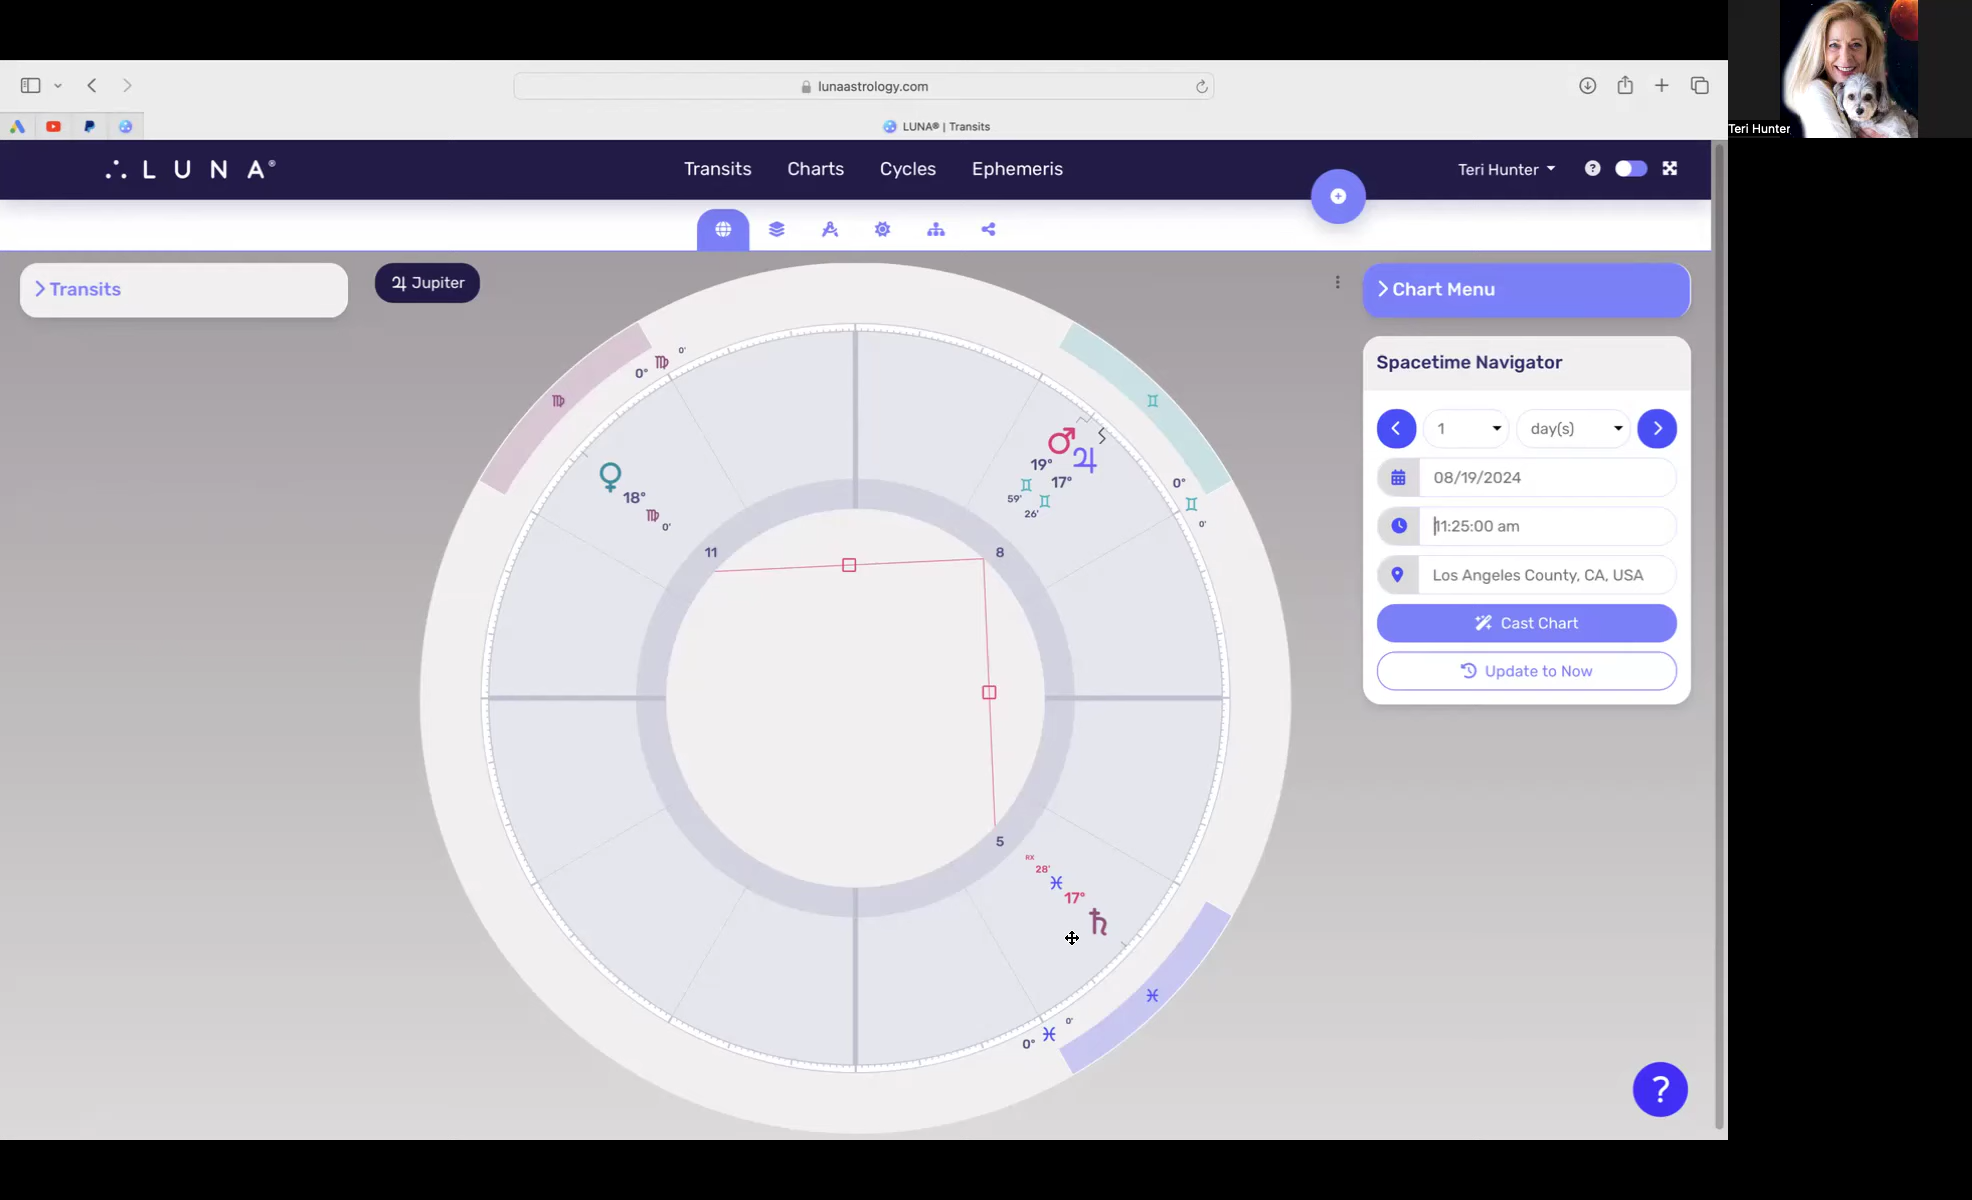 lunaastrology.com
LUNA® | Transits
LUNA®
Transits Charts Cycles Ephemeris
Teri Hunter
Teri Hunter
Transits
♃ Jupiter
Chart Menu
Spacetime Navigator
1 day(s)
08/19/2024
11:25:00 am
Los Angeles County, CA, USA
Cast Chart
Update to Now
0° ♍ 0'
♍
♊
♀ 18° ♍ 0'
♂ 19° ♊ 59'
♃ 17° ♊ 26'
0° ♊ 0'
11
8
5
RX 28' ♓ 17° ♄
♓
0° ♓ 0'
?